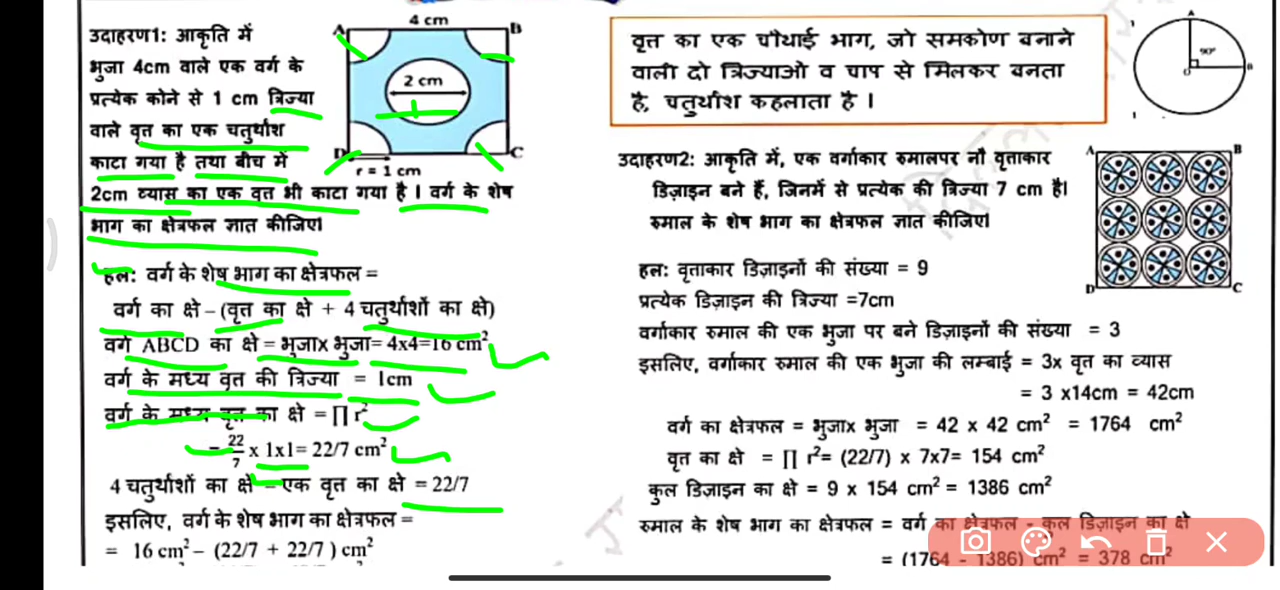 उदाहरण1: आकृति में
भुजा 4cm वाले एक वर्ग के
प्रत्येक कोने से 1 cm त्रिज्या
वाले वृत्त का एक चतुर्थांश
काटा गया है तथा बीच में
2cm व्यास का एक वृत्त भी काटा गया है । वर्ग के शेष
भाग का क्षेत्रफल ज्ञात कीजिए।
4 cm
A
B
2 cm
D
C
r = 1 cm
हल: वर्ग के शेष भाग का क्षेत्रफल =
वर्ग का क्षे – (वृत्त का क्षे + 4 चतुर्थांशों का क्षे)
वर्ग ABCD का क्षे = भुजाx भुजा= 4x4=16 cm²
वर्ग के मध्य वृत्त की त्रिज्या = 1cm
वर्ग के मध्य वृत्त का क्षे = ∏ r²
= 22/7 x 1x1= 22/7 cm²
4 चतुर्थांशों का क्षे = एक वृत्त का क्षे = 22/7
इसलिए, वर्ग के शेष भाग का क्षेत्रफल =
= 16 cm² – (22/7 + 22/7 ) cm²
वृत्त का एक चौथाई भाग, जो समकोण बनाने
वाली दो त्रिज्याओ व चाप से मिलकर बनता
है, चतुर्थांश कहलाता है ।
A
90°
O
B
उदाहरण2: आकृति में, एक वर्गाकार रुमालपर नौ वृत्ताकार
डिज़ाइन बने हैं, जिनमें से प्रत्येक की त्रिज्या 7 cm है।
रुमाल के शेष भाग का क्षेत्रफल ज्ञात कीजिए।
A
B
D
C
हल: वृत्ताकार डिज़ाइनों की संख्या = 9
प्रत्येक डिज़ाइन की त्रिज्या =7cm
वर्गाकार रुमाल की एक भुजा पर बने डिज़ाइनों की संख्या = 3
इसलिए, वर्गाकार रुमाल की एक भुजा की लम्बाई = 3x वृत्त का व्यास
= 3 x14cm = 42cm
वर्ग का क्षेत्रफल = भुजाx भुजा = 42 x 42 cm² = 1764 cm²
वृत्त का क्षे = ∏ r²= (22/7) x 7x7= 154 cm²
कुल डिज़ाइन का क्षे = 9 x 154 cm² = 1386 cm²
रुमाल के शेष भाग का क्षेत्रफल = वर्ग का क्षेत्रफल - कुल डिज़ाइन का क्षे
= (1764 - 1386) cm² = 378 cm²